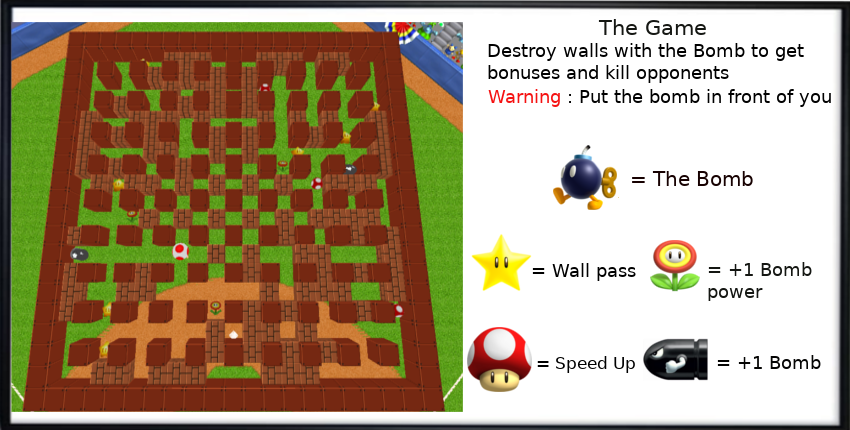 The Game
Destroy walls with the Bomb to get
bonuses and kill opponents
Warning : Put the bomb in front of you
= The Bomb
= Wall pass
= +1 Bomb
power
= Speed Up
= +1 Bomb